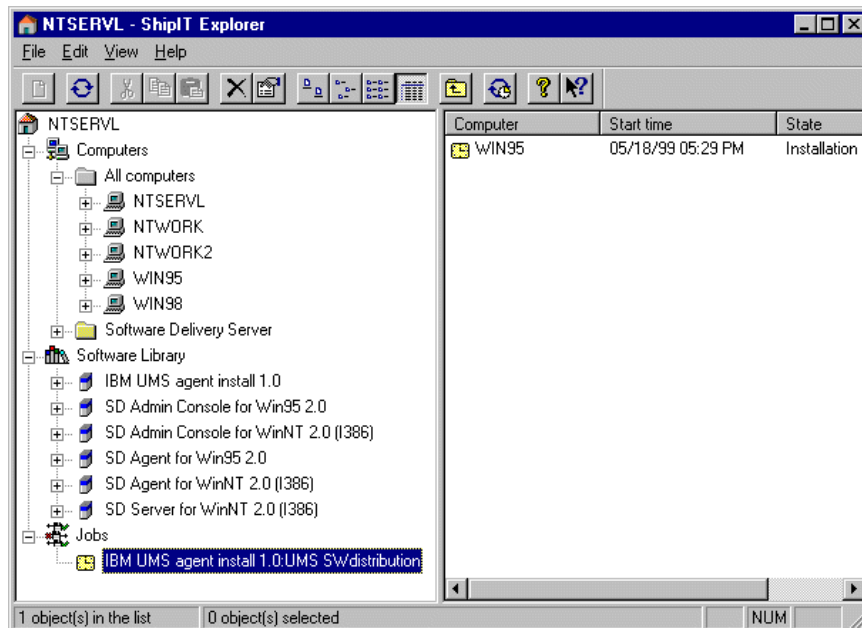 NTSERVL - ShipIT Explorer
File Edit View Help
NTSERVL
Computers
All computers
NTSERVL
NTWORK
NTWORK2
WIN95
WIN98
Software Delivery Server
Software Library
IBM UMS agent install 1.0
SD Admin Console for Win95 2.0
SD Admin Console for WinNT 2.0 (I386)
SD Agent for Win95 2.0
SD Agent for WinNT 2.0 (I386)
SD Server for WinNT 2.0 (I386)
Jobs
IBM UMS agent install 1.0:UMS SWdistribution
Computer Start time State
WIN95 05/18/99 05:29 PM Installation
1 object(s) in the list 0 object(s) selected NUM